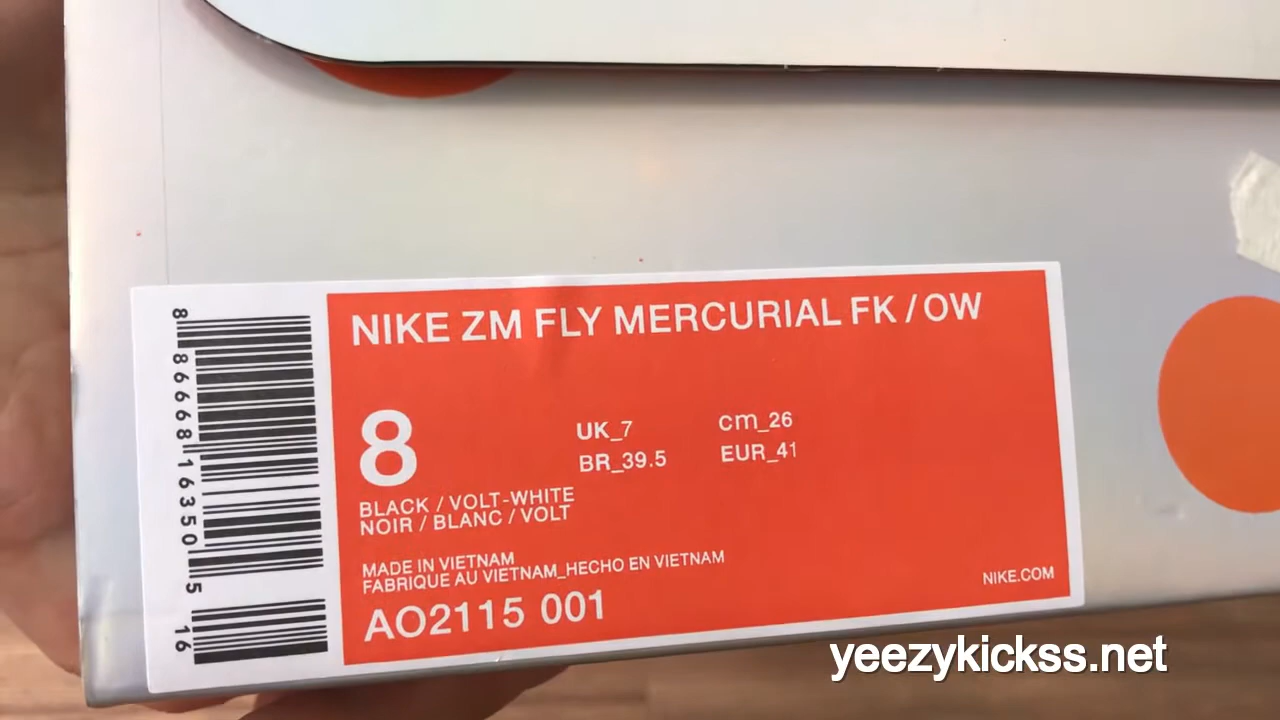 NIKE ZM FLY MERCURIAL FK / OW
8
UK_7
cm_26
BR_39.5
EUR_41
BLACK / VOLT-WHITE
NOIR / BLANC / VOLT
MADE IN VIETNAM
FABRIQUE AU VIETNAM_HECHO EN VIETNAM
AO2115 001
NIKE.COM
8 86668 16350 5
16
yeezykickss.net